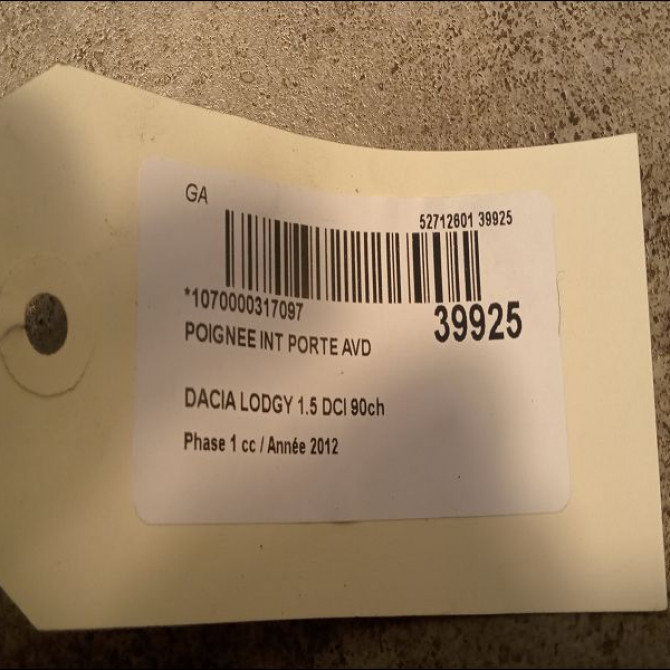 GA
52712601 39925
*1070000317097
39925
POIGNEE INT PORTE AVD
DACIA LODGY 1.5 DCI 90ch
Phase 1 cc / Année 2012